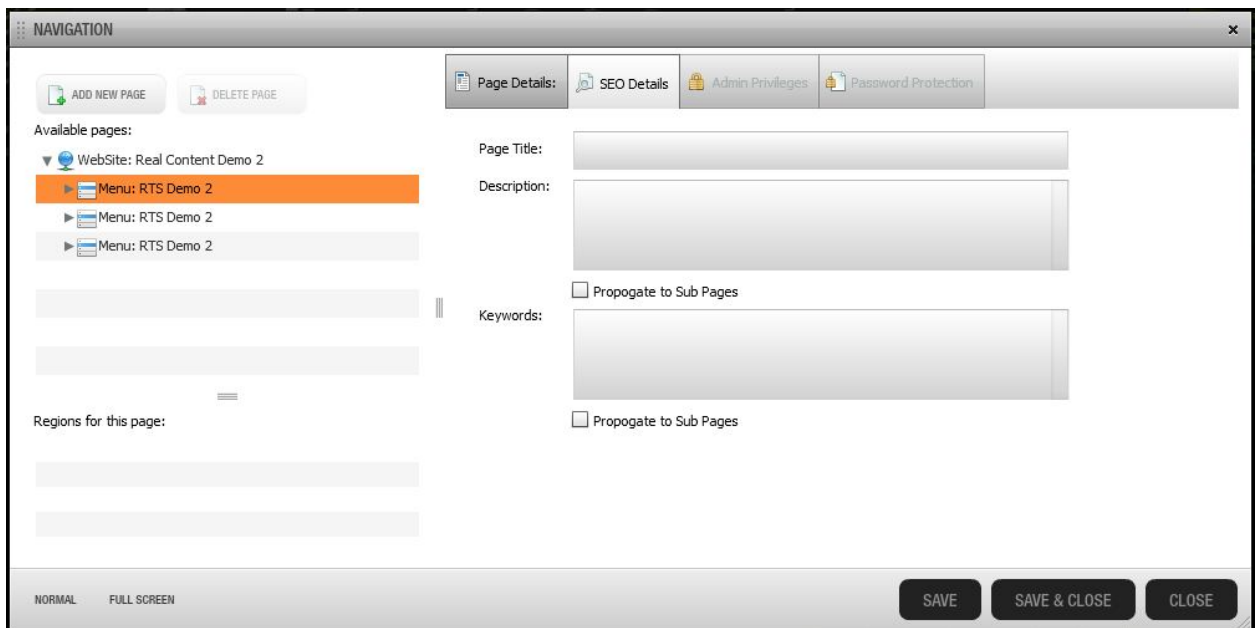 NAVIGATION
ADD NEW PAGE
DELETE PAGE
Available pages:
WebSite: Real Content Demo 2
Menu: RTS Demo 2
Menu: RTS Demo 2
Menu: RTS Demo 2
Regions for this page:
Page Details:
SEO Details
Admin Privileges
Password Protection
Page Title:
Description:
Propogate to Sub Pages
Keywords:
Propogate to Sub Pages
NORMAL
FULL SCREEN
SAVE
SAVE & CLOSE
CLOSE